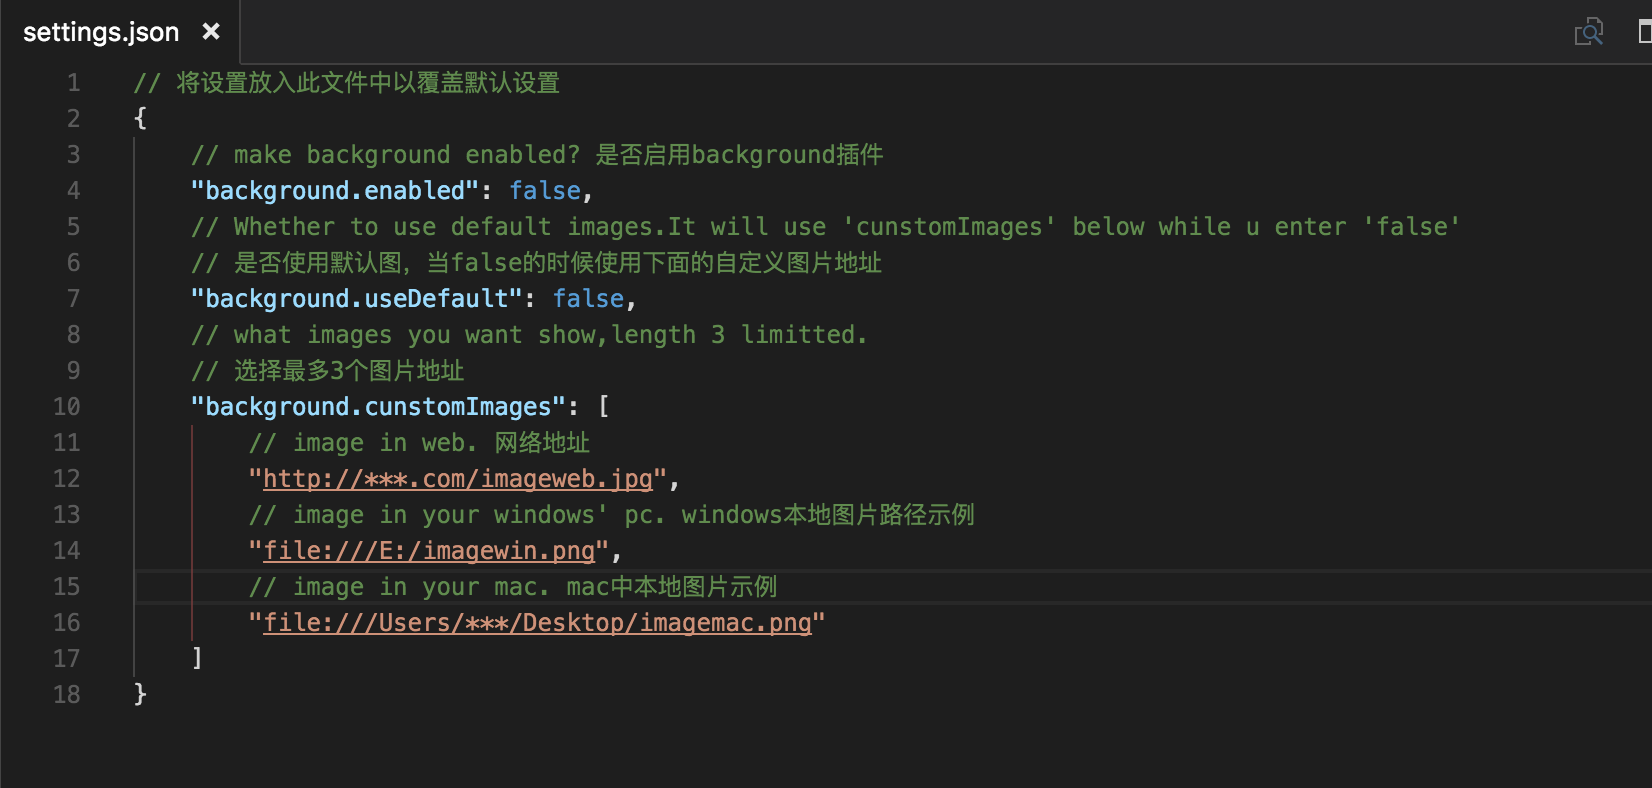 settings.json ×
1 // 将设置放入此文件中以覆盖默认设置
2 {
3 // make background enabled? 是否启用background插件
4 "background.enabled": false,
5 // Whether to use default images.It will use 'cunstomImages' below while u enter 'false'
6 // 是否使用默认图，当false的时候使用下面的自定义图片地址
7 "background.useDefault": false,
8 // what images you want show,length 3 limitted.
9 // 选择最多3个图片地址
10 "background.cunstomImages": [
11 // image in web. 网络地址
12 "http://***.com/imageweb.jpg",
13 // image in your windows' pc. windows本地图片路径示例
14 "file:///E:/imagewin.png",
15 // image in your mac. mac中本地图片示例
16 "file:///Users/***/Desktop/imagemac.png"
17 ]
18 }